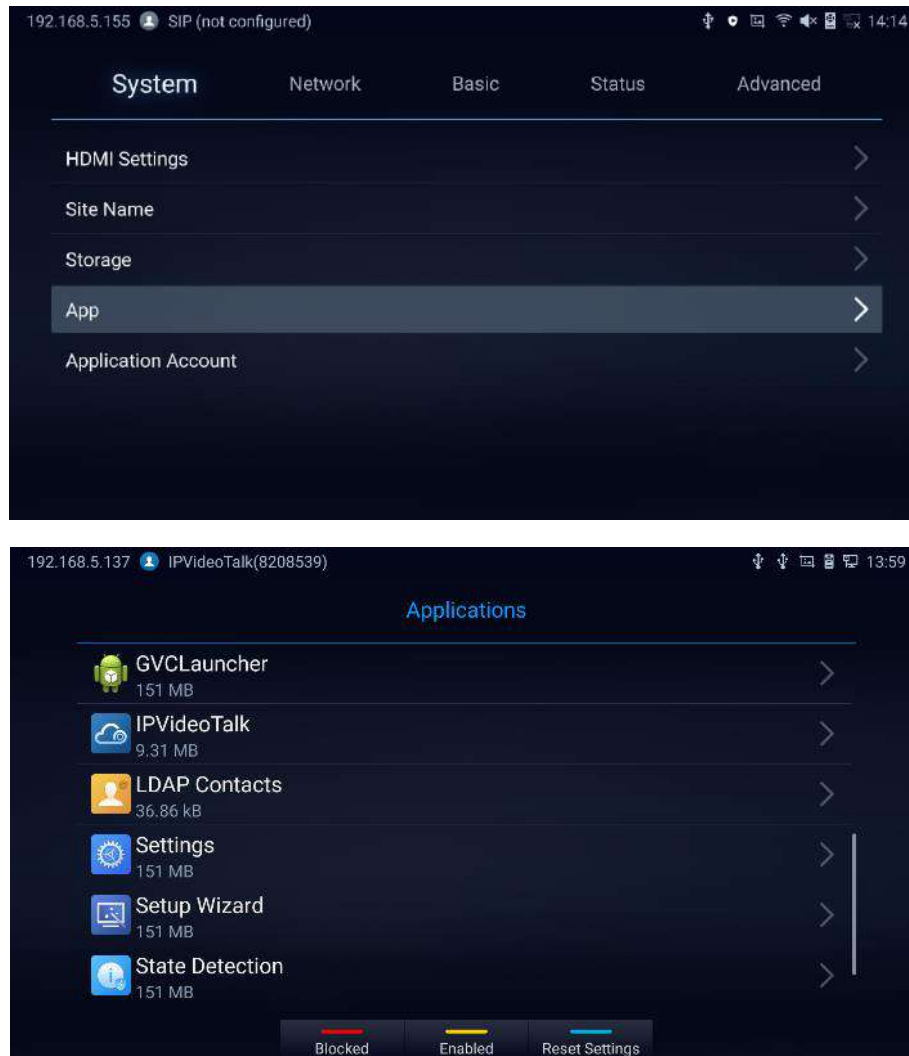 192.168.5.155 SIP (not configured) 14:14
System Network Basic Status Advanced
HDMI Settings
Site Name
Storage
App
Application Account
192.168.5.137 IPVideoTalk(8208539) 13:59
Applications
GVCLauncher
151 MB
IPVideoTalk
9.31 MB
LDAP Contacts
36.86 kB
Settings
151 MB
Setup Wizard
151 MB
State Detection
151 MB
Blocked Enabled Reset Settings